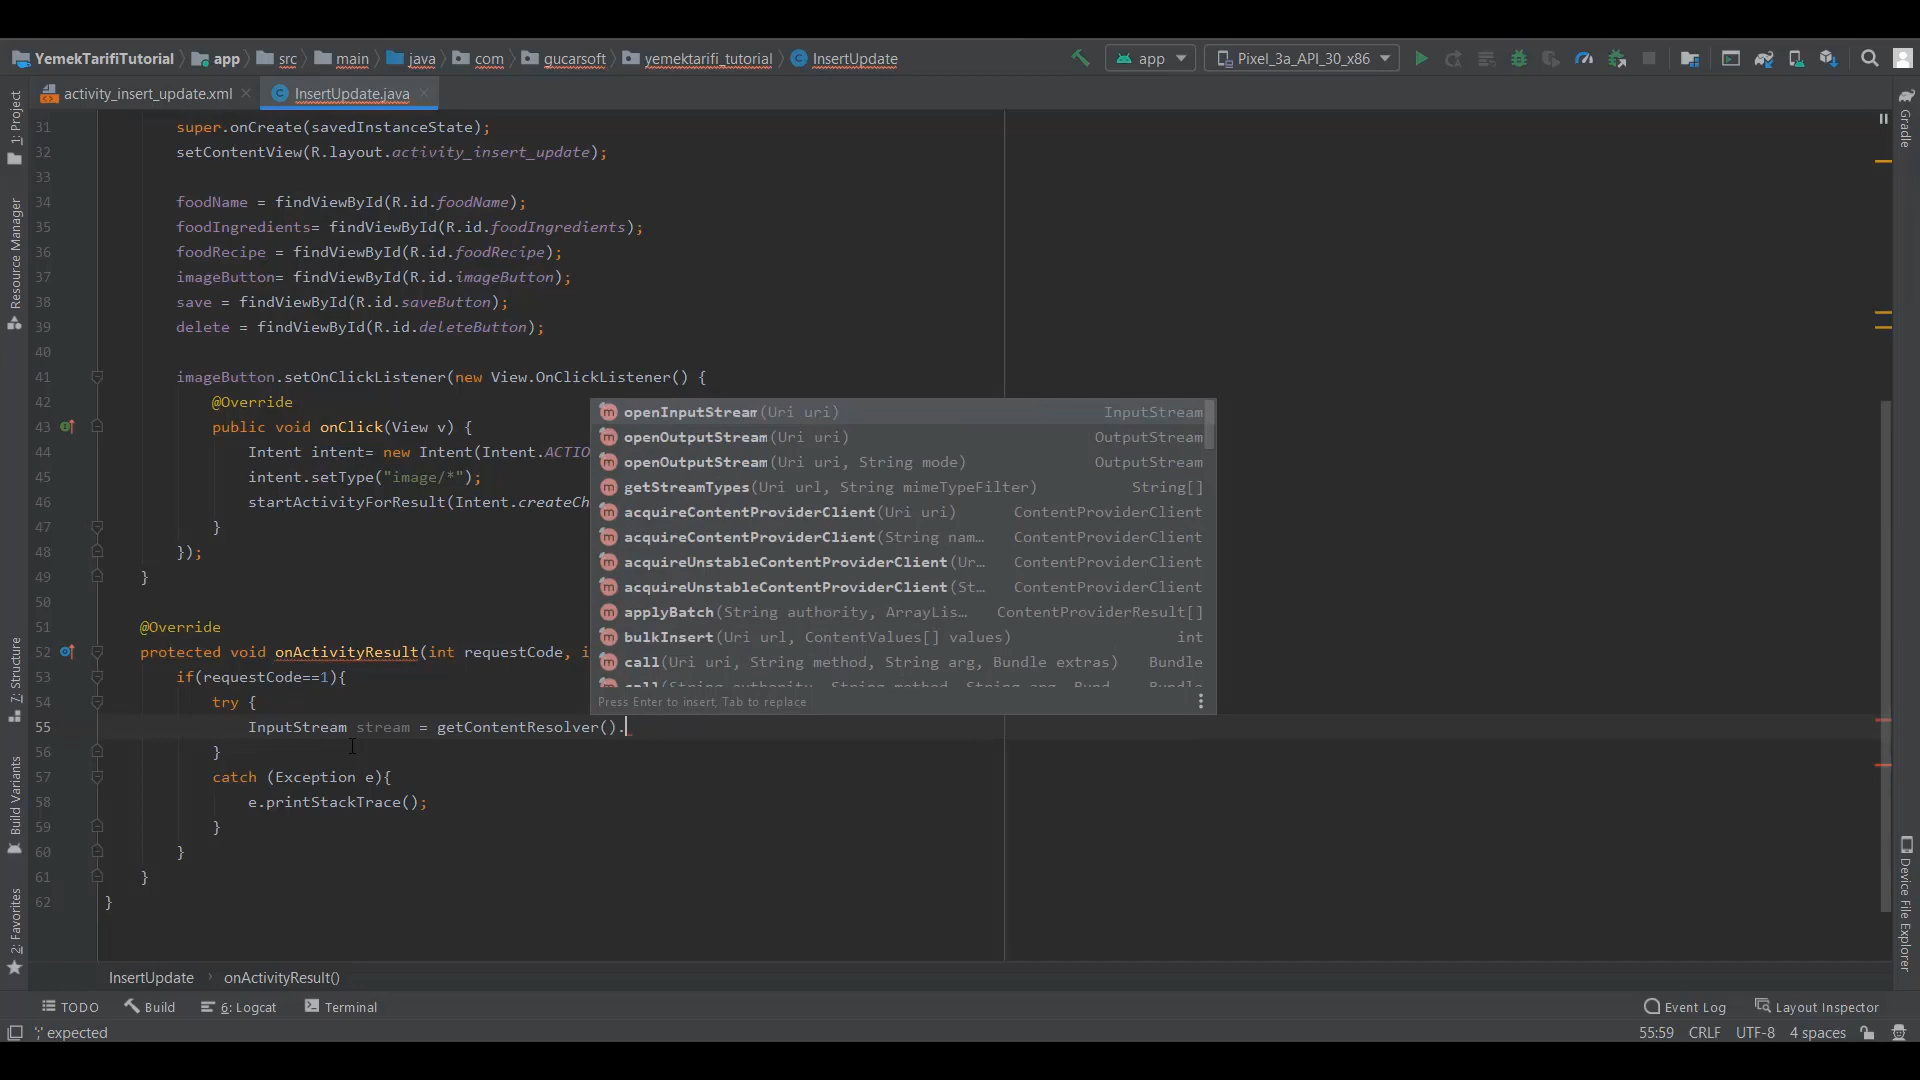 YemekTarifiTutorial app src main java com gucarsoft yemektarifi_tutorial InsertUpdate app Pixel_3a_API_30_x86
activity_insert_update.xml InsertUpdate.java
1: Project
Resource Manager
7: Structure
Build Variants
2: Favorites
31 super.onCreate(savedInstanceState);
32 setContentView(R.layout.activity_insert_update);
33
34 foodName = findViewById(R.id.foodName);
35 foodIngredients= findViewById(R.id.foodIngredients);
36 foodRecipe = findViewById(R.id.foodRecipe);
37 imageButton= findViewById(R.id.imageButton);
38 save = findViewById(R.id.saveButton);
39 delete = findViewById(R.id.deleteButton);
40
41 imageButton.setOnClickListener(new View.OnClickListener() {
42 @Override
43 public void onClick(View v) {
44 Intent intent= new Intent(Intent.ACTIO
45 intent.setType("image/*");
46 startActivityForResult(Intent.createCh
47 }
48 });
49 }
50
51 @Override
52 protected void onActivityResult(int requestCode, i
53 if(requestCode==1){
54 try {
55 InputStream stream = getContentResolver().
56 }
57 catch (Exception e){
58 e.printStackTrace();
59 }
60 }
61 }
62 }
openInputStream(Uri uri) InputStream
openOutputStream(Uri uri) OutputStream
openOutputStream(Uri uri, String mode) OutputStream
getStreamTypes(Uri url, String mimeTypeFilter) String[]
acquireContentProviderClient(Uri uri) ContentProviderClient
acquireContentProviderClient(String nam… ContentProviderClient
acquireUnstableContentProviderClient(Ur… ContentProviderClient
acquireUnstableContentProviderClient(St… ContentProviderClient
applyBatch(String authority, ArrayLis… ContentProviderResult[]
bulkInsert(Uri url, ContentValues[] values) int
call(Uri uri, String method, String arg, Bundle extras) Bundle
Press Enter to insert, Tab to replace
Gradle
Device File Explorer
InsertUpdate onActivityResult()
TODO Build 6: Logcat Terminal Event Log Layout Inspector
';' expected 55:59 CRLF UTF-8 4 spaces